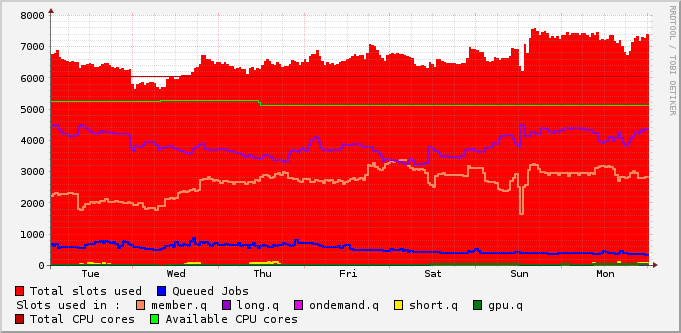 8000
7000
6000
5000
4000
3000
2000
1000
0
Tue Wed Thu Fri Sat Sun Mon
RRDTOOL / TOBI OETIKER
Total slots used Queued Jobs
Slots used in : member.q long.q ondemand.q short.q gpu.q
Total CPU cores Available CPU cores